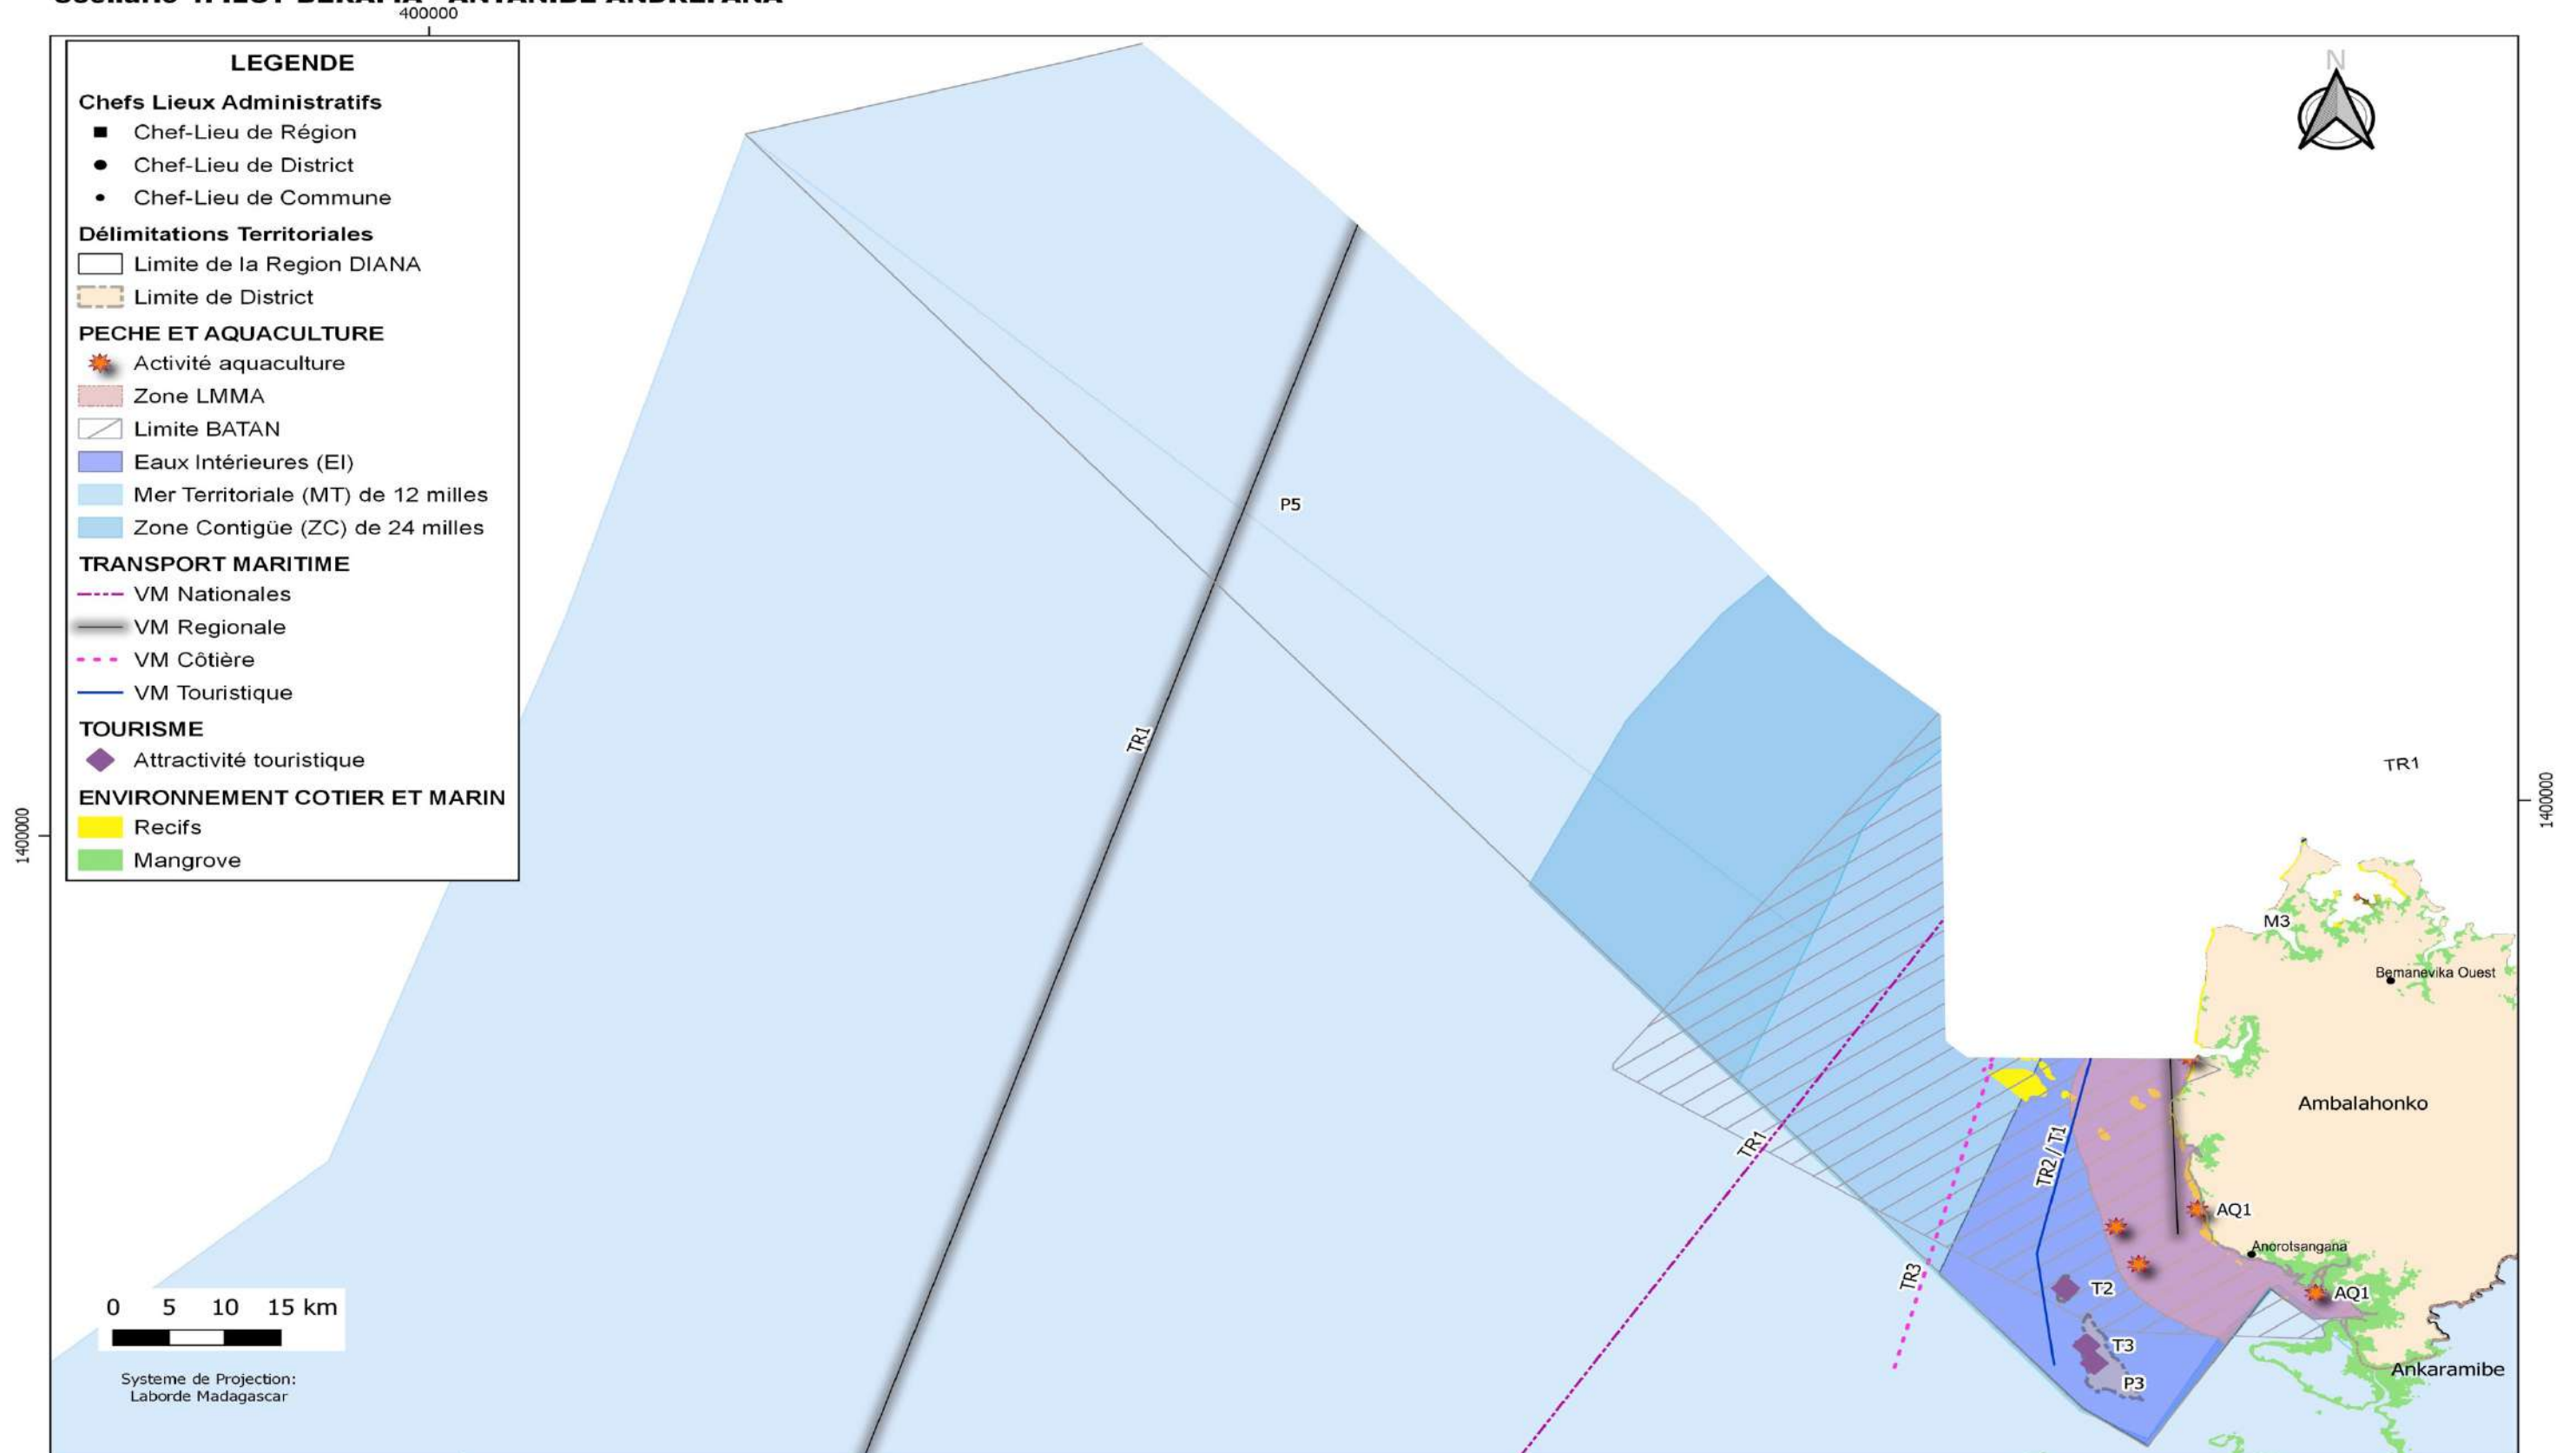 400000
N
LEGENDE
Chefs Lieux Administratifs
Chef-Lieu de Région
Chef-Lieu de District
Chef-Lieu de Commune
Délimitations Territoriales
Limite de la Region DIANA
Limite de District
PECHE ET AQUACULTURE
Activité aquaculture
Zone LMMA
Limite BATAN
Eaux Intérieures (EI)
Mer Territoriale (MT) de 12 milles
Zone Contigüe (ZC) de 24 milles
TRANSPORT MARITIME
VM Nationales
VM Regionale
VM Côtière
VM Touristique
TOURISME
Attractivité touristique
ENVIRONNEMENT COTIER ET MARIN
Recifs
Mangrove
1400000
1400000
P5
TR1
TR1
M3
Bemanevika Ouest
Ambalahonko
TR1
TR2 / T1
AQ1
Anorotsangana
TR3
T2
AQ1
T3
P3
Ankaramibe
0 5 10 15 km
Systeme de Projection:
Laborde Madagascar